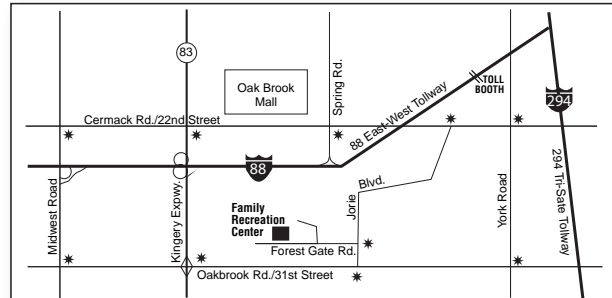 83
Oak Brook
Mall
Spring Rd.
88 East-West Tollway
TOLL
BOOTH
294
Cermack Rd./22nd Street
88
Midwest Road
Kingery Expwy.
Family
Recreation
Center
Jorie
Blvd.
York Road
294 Tri-Sate Tollway
Forest Gate Rd.
Oakbrook Rd./31st Street